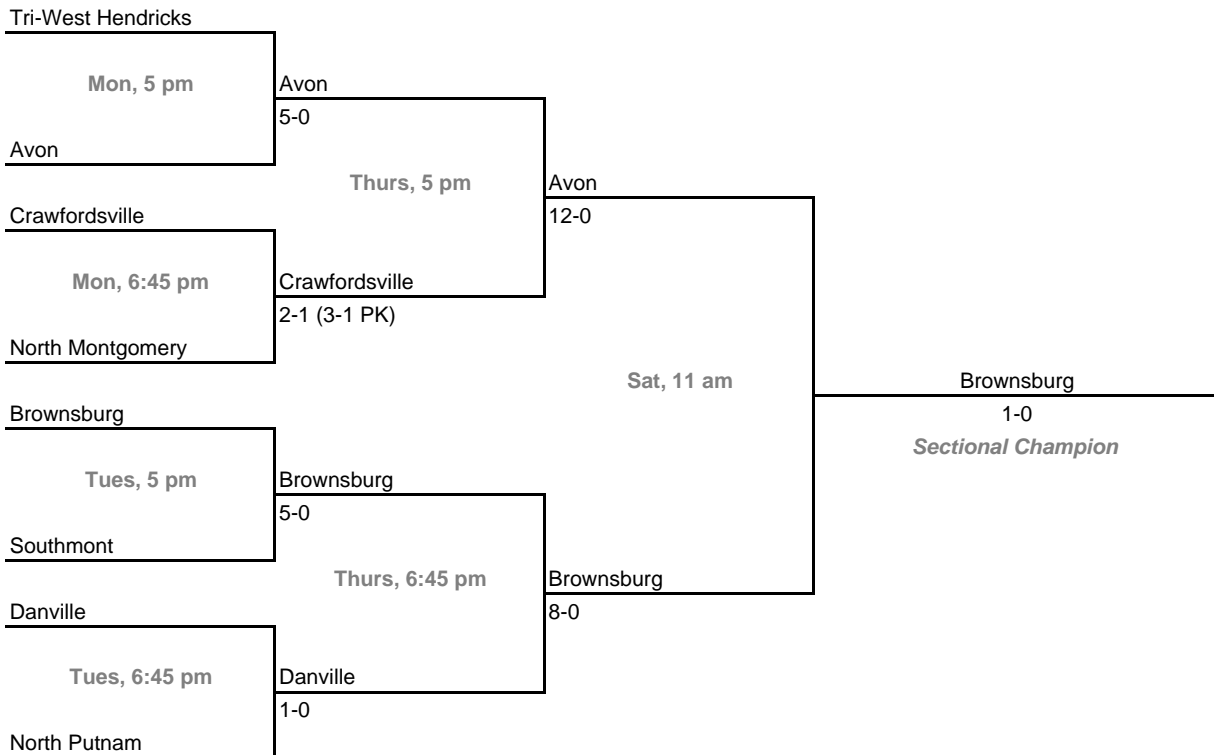 Tri-West Hendricks
Mon, 5 pm
Avon
5-0
Avon
Thurs, 5 pm
Avon
12-0
Crawfordsville
Mon, 6:45 pm
Crawfordsville
2-1 (3-1 PK)
North Montgomery
Sat, 11 am
Brownsburg
1-0
Sectional Champion
Brownsburg
Tues, 5 pm
Brownsburg
5-0
Southmont
Thurs, 6:45 pm
Brownsburg
8-0
Danville
Tues, 6:45 pm
Danville
1-0
North Putnam